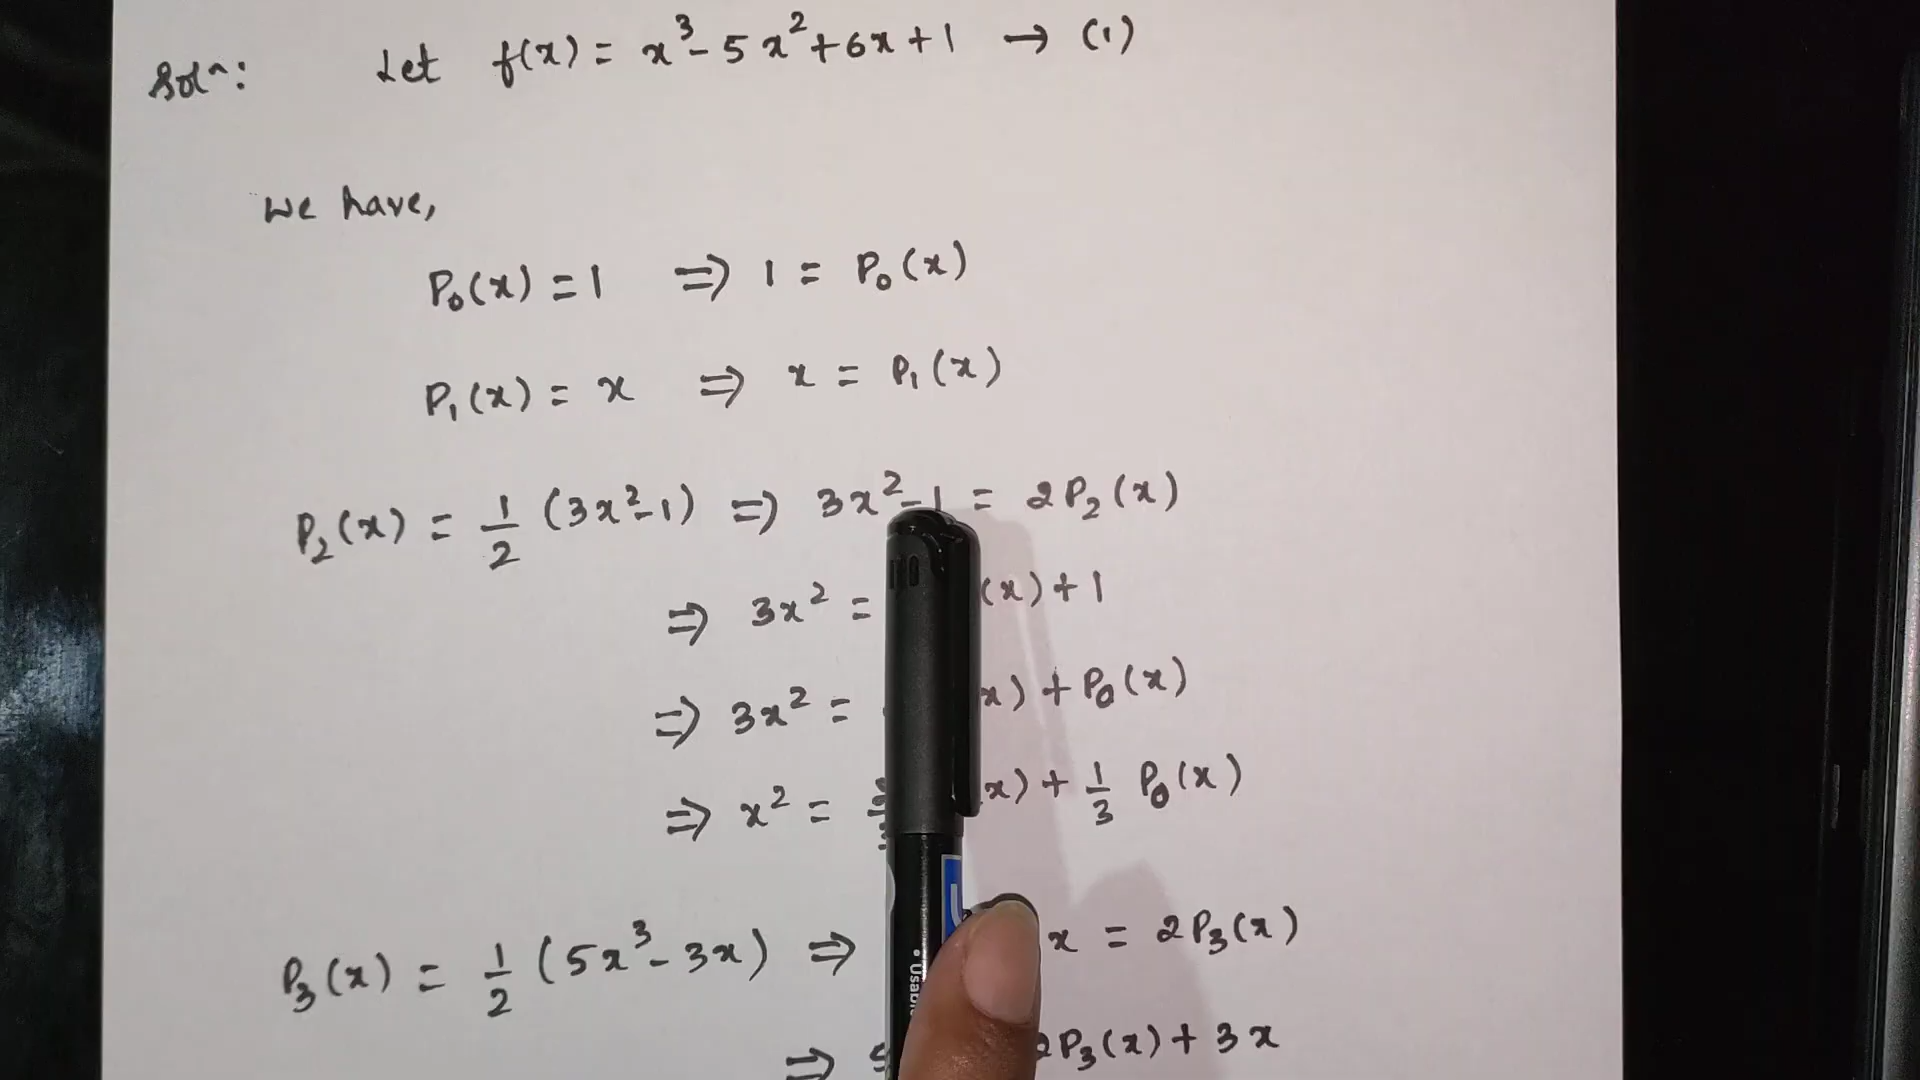 Soln: Let f(x) = x³ - 5x² + 6x + 1 → (1)
We have,
P₀(x) = 1 ⇒ 1 = P₀(x)
P₁(x) = x ⇒ x = P₁(x)
P₂(x) = 1/2 (3x² - 1) ⇒ 3x² - 1 = 2P₂(x)
⇒ 3x² = (x) + 1
⇒ 3x² = x) + P₀(x)
⇒ x² = x) + 1/3 P₀(x)
P₃(x) = 1/2 (5x³ - 3x) ⇒ x = 2P₃(x)
⇒ 2P₃(x) + 3x